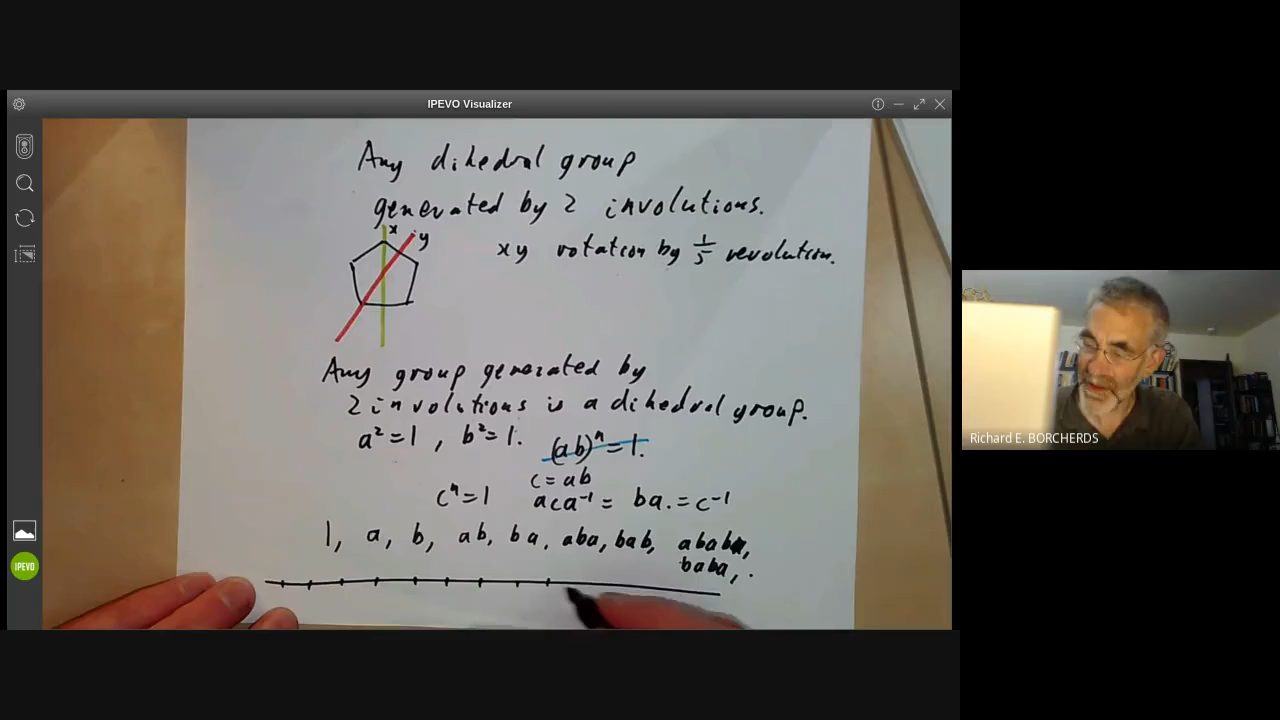 IPEVO Visualizer
Any dihedral group
generated by 2 involutions.
x y
xy rotation by 1/5 revolution.
Any group generated by
2 involutions is a dihedral group.
a² = 1, b² = 1. (ab)ⁿ = 1.
c = ab
cⁿ = 1 aca⁻¹ = ba. = c⁻¹
1, a, b, ab, ba, aba, bab, abab,
baba, .
Richard E. BORCHERDS
IPEVO